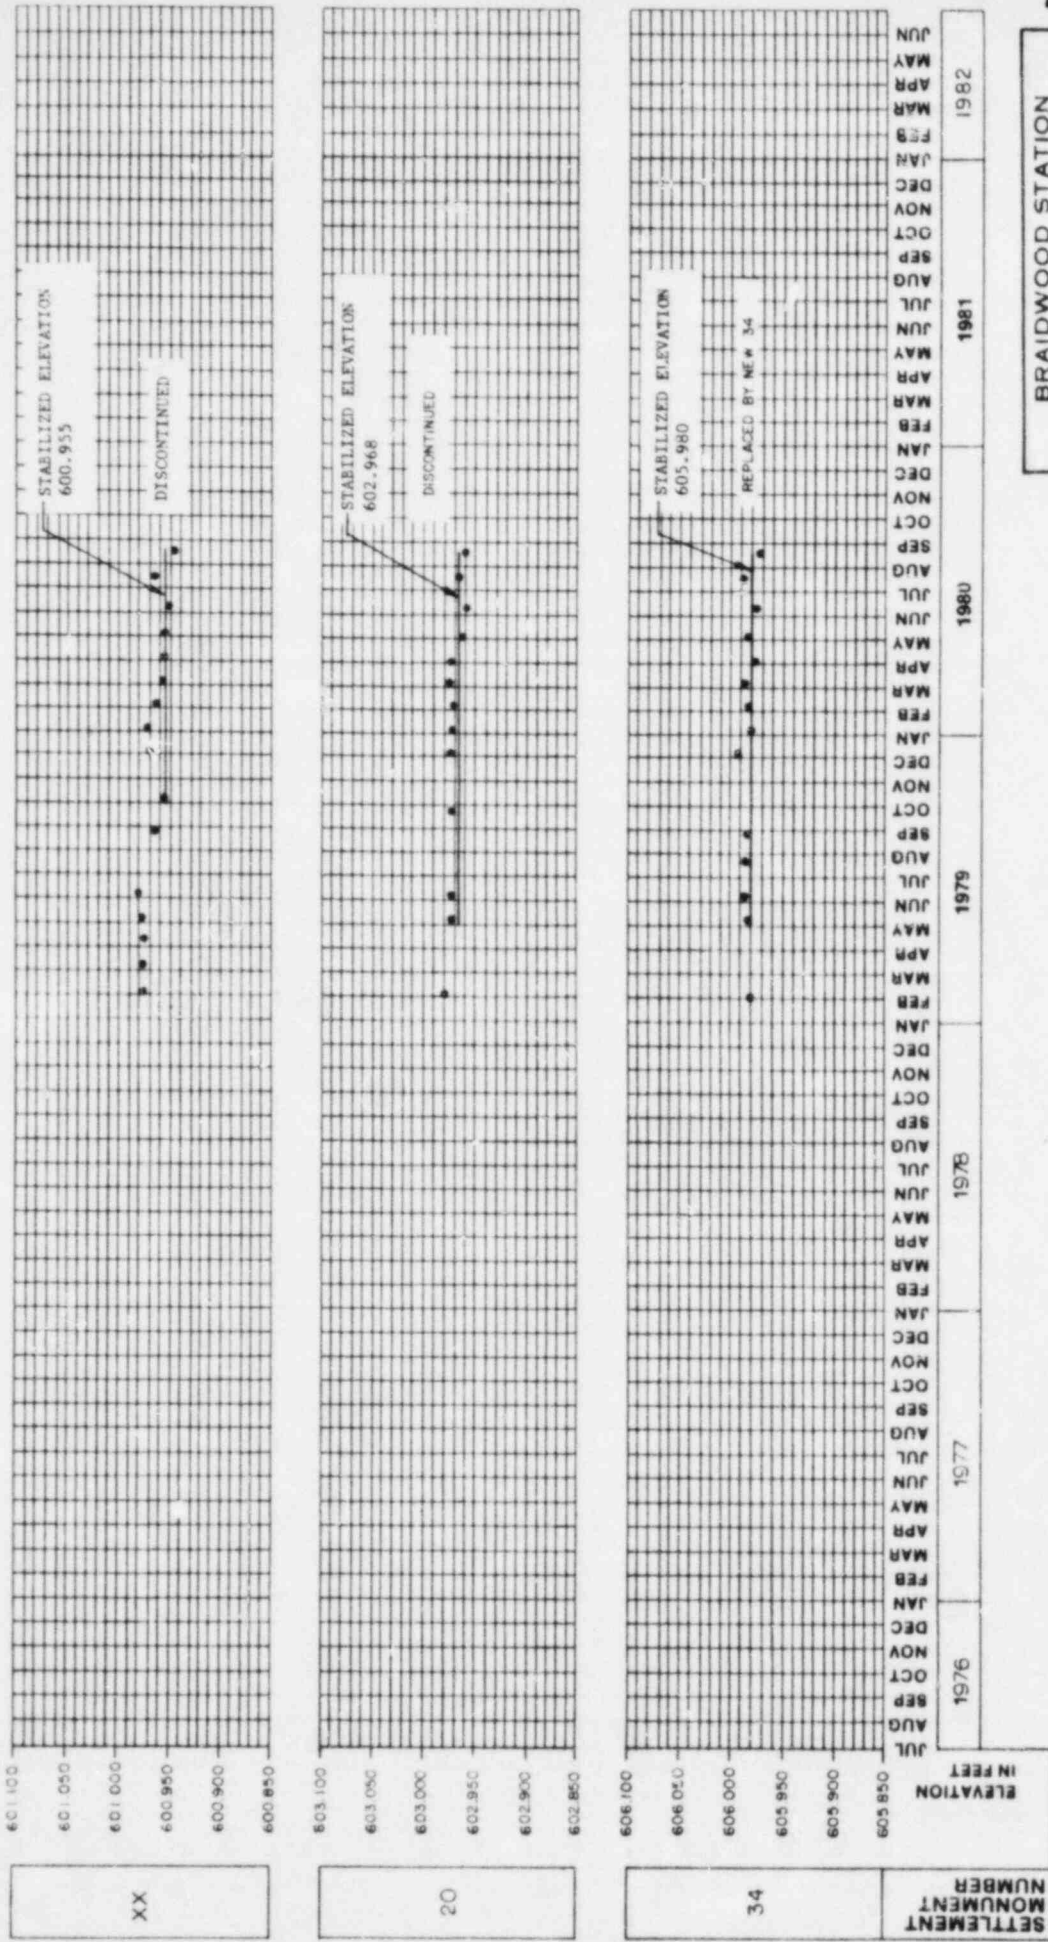 SETTLEMENT
MONUMENT
NUMBER
ELEVATION
IN FEET
XX
601.100
601.050
601.000
600.950
600.900
600.850
STABILIZED ELEVATION
600.955
DISCONTINUED
20
603.100
603.050
603.000
602.950
602.900
602.850
STABILIZED ELEVATION
602.968
DISCONTINUED
34
606.100
606.050
606.000
605.950
605.900
605.850
STABILIZED ELEVATION
605.980
REPLACED BY NEW 34
JUL AUG SEP OCT NOV DEC JAN FEB MAR APR MAY JUN JUL AUG SEP OCT NOV DEC JAN FEB MAR APR MAY JUN JUL AUG SEP OCT NOV DEC JAN FEB MAR APR MAY JUN JUL AUG SEP OCT NOV DEC JAN FEB MAR APR MAY JUN JUL AUG SEP OCT NOV DEC JAN FEB MAR APR MAY JUN JUL AUG SEP OCT NOV DEC JAN FEB MAR APR MAY JUN
1976 1977 1978 1979 1980 1981 1982
BRAIDWOOD STATION